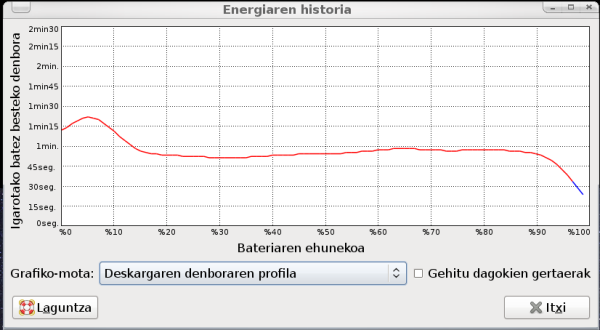 Energiaren historia
Igarotako batez besteko denbora
2min30
2min15
2min.
1min45
1min30
1min15
1min.
45seg.
30seg.
15seg.
0seg.
%0 %10 %20 %30 %40 %50 %60 %70 %80 %90 %100
Bateriaren ehunekoa
Grafiko-mota: Deskargaren denboraren profila Gehitu dagokien gertaerak
Laguntza Itxi